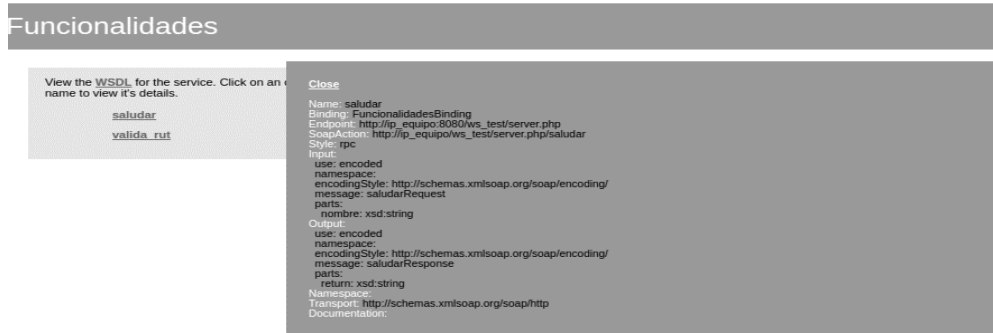 Funcionalidades
View the WSDL for the service. Click on an
name to view it's details.
saludar
valida_rut
Close
Name: saludar
Binding: FuncionalidadesBinding
Endpoint: http://ip_equipo:8080/ws_test/server.php
SoapAction: http://ip_equipo/ws_test/server.php/saludar
Style: rpc
Input:
use: encoded
namespace:
encodingStyle: http://schemas.xmlsoap.org/soap/encoding/
message: saludarRequest
parts:
nombre: xsd:string
Output:
use: encoded
namespace:
encodingStyle: http://schemas.xmlsoap.org/soap/encoding/
message: saludarResponse
parts:
return: xsd:string
Namespace:
Transport: http://schemas.xmlsoap.org/soap/http
Documentation: